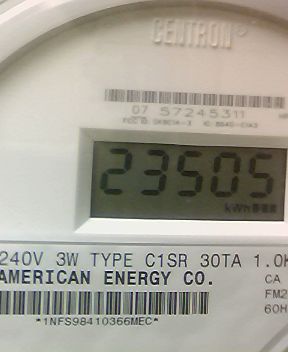 CENTRON®
07 57245311
23505
kWh
240V 3W TYPE C1SR 30TA 1.0K
AMERICAN ENERGY CO.
CA
FM2
60H
*1NFS98410366MEC*